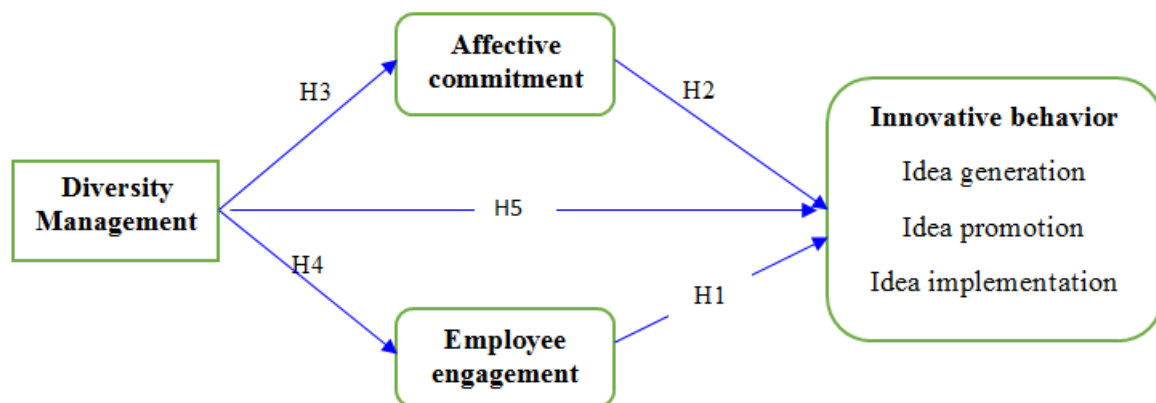 Affective
commitment
H3
H2
Innovative behavior
Idea generation
Diversity
Management
H5
Idea promotion
H4
Idea implementation
H1
Employee
engagement